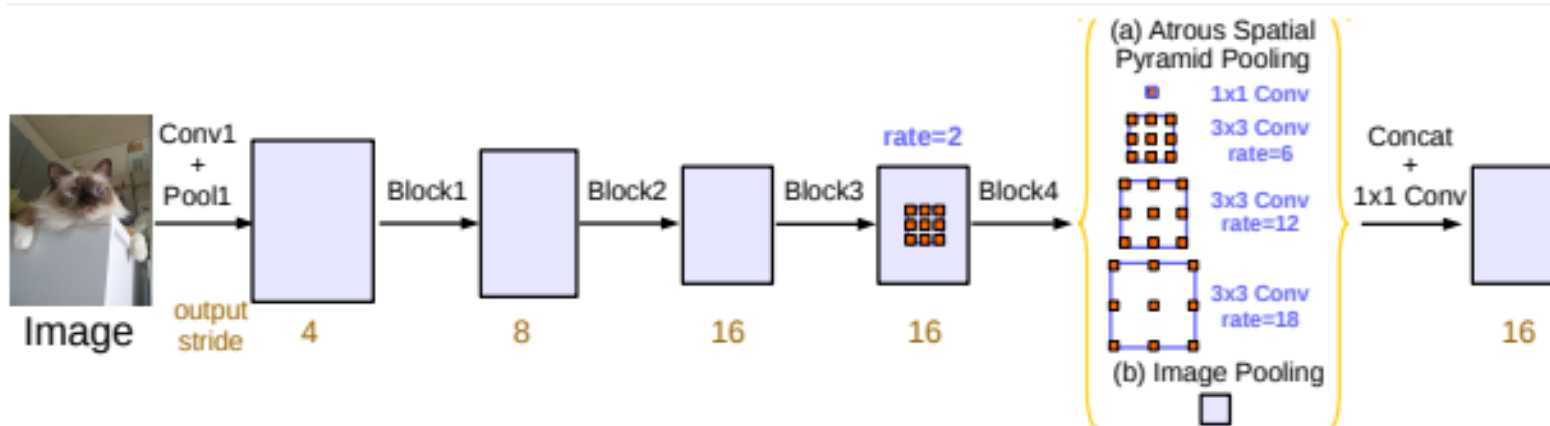 Image
Conv1
+
Pool1
output
stride
4
Block1
8
Block2
16
Block3
rate=2
16
Block4
(a) Atrous Spatial
Pyramid Pooling
1x1 Conv
3x3 Conv
rate=6
3x3 Conv
rate=12
3x3 Conv
rate=18
(b) Image Pooling
Concat
+
1x1 Conv
16